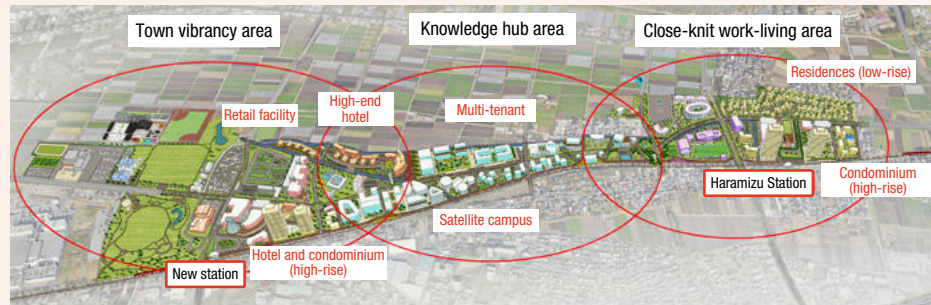 Town vibrancy area
Knowledge hub area
Close-knit work-living area
Residences (low-rise)
Retail facility
High-end
hotel
Multi-tenant
Haramizu Station
Condominium
(high-rise)
Satellite campus
New station
Hotel and condominium
(high-rise)